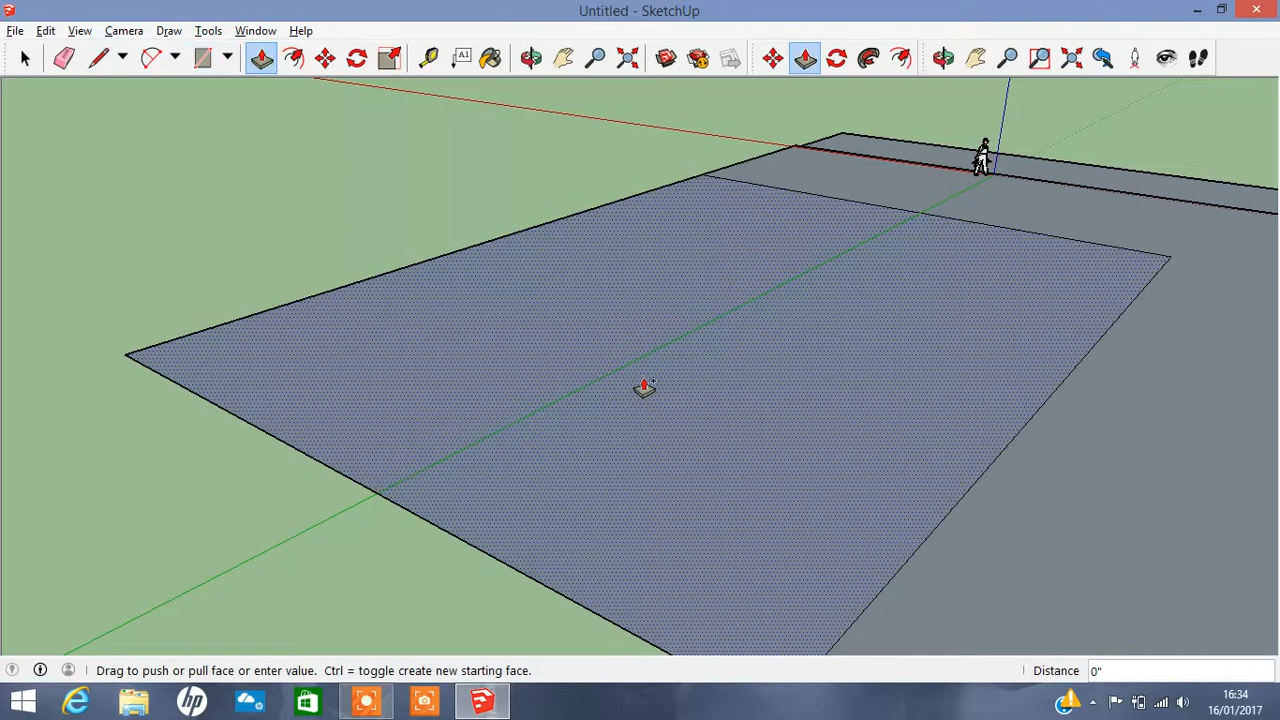 Untitled - SketchUp
File Edit View Camera Draw Tools Window Help
A1
Drag to push or pull face or enter value. Ctrl = toggle create new starting face.
Distance 0"
16:34
16/01/2017